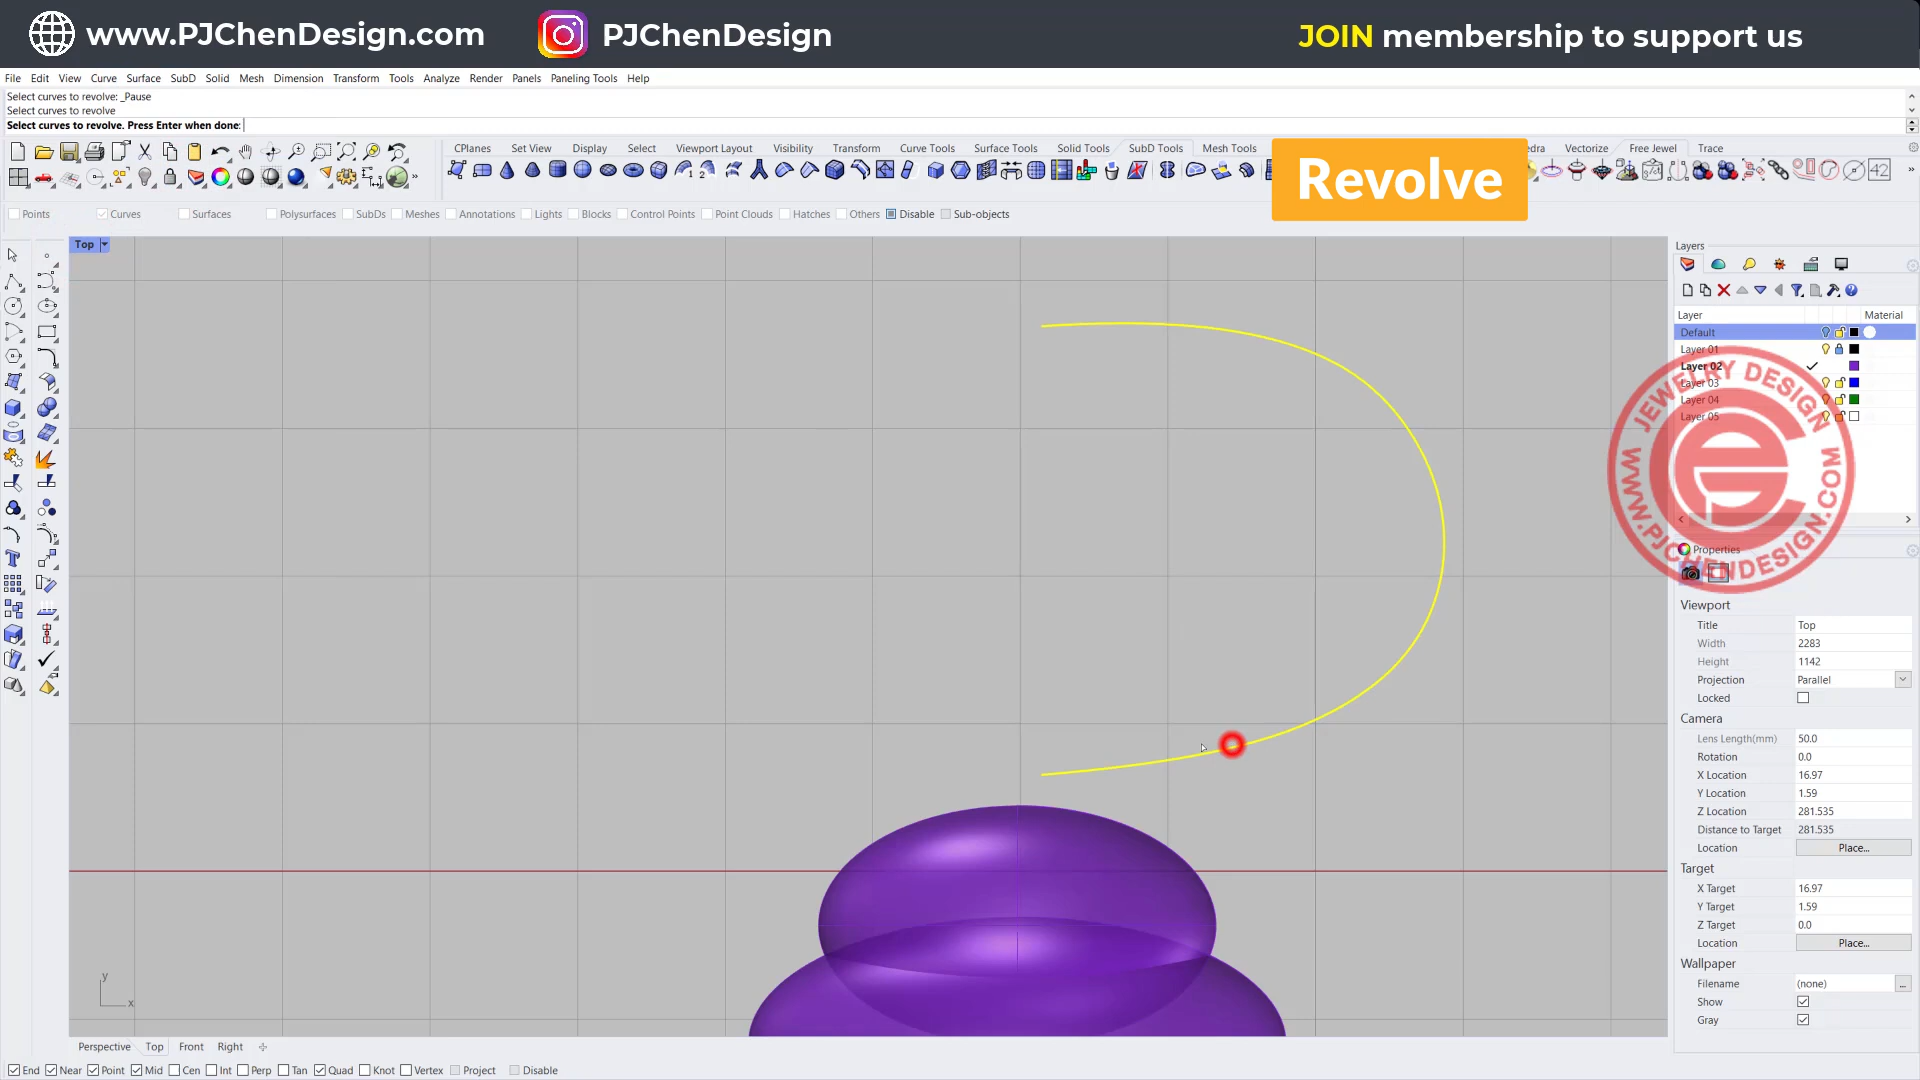 www.PJChenDesign.com
PJChenDesign
JOIN membership to support us
File Edit View Curve Surface SubD Solid Mesh Dimension Transform Tools Analyze Render Panels Paneling Tools Help
Select curves to revolve: _Pause
Select curves to revolve
Select curves to revolve. Press Enter when done:
CPlanes Set View Display Select Viewport Layout Visibility Transform Curve Tools Surface Tools Solid Tools SubD Tools Mesh Tools edra Vectorize Free Jewel Trace
Revolve
42
Points Curves Surfaces Polysurfaces SubDs Meshes Annotations Lights Blocks Control Points Point Clouds Hatches Others Disable Sub-objects
Top
Layers
Layer Material
Default
Layer 01
Layer 02
Layer 03
Layer 04
Layer 05
JEWELRY DESIGN
WWW.PJCHENDESIGN.COM
Properties
Viewport
Title Top
Width 2283
Height 1142
Projection Parallel
Locked
Camera
Lens Length(mm) 50.0
Rotation 0.0
X Location 16.97
Y Location 1.59
Z Location 281.535
Distance to Target 281.535
Location Place...
Target
X Target 16.97
Y Target 1.59
Z Target 0.0
Location Place...
Wallpaper
Filename (none) ...
Show
Gray
y
x
Perspective Top Front Right
End Near Point Mid Cen Int Perp Tan Quad Knot Vertex Project Disable